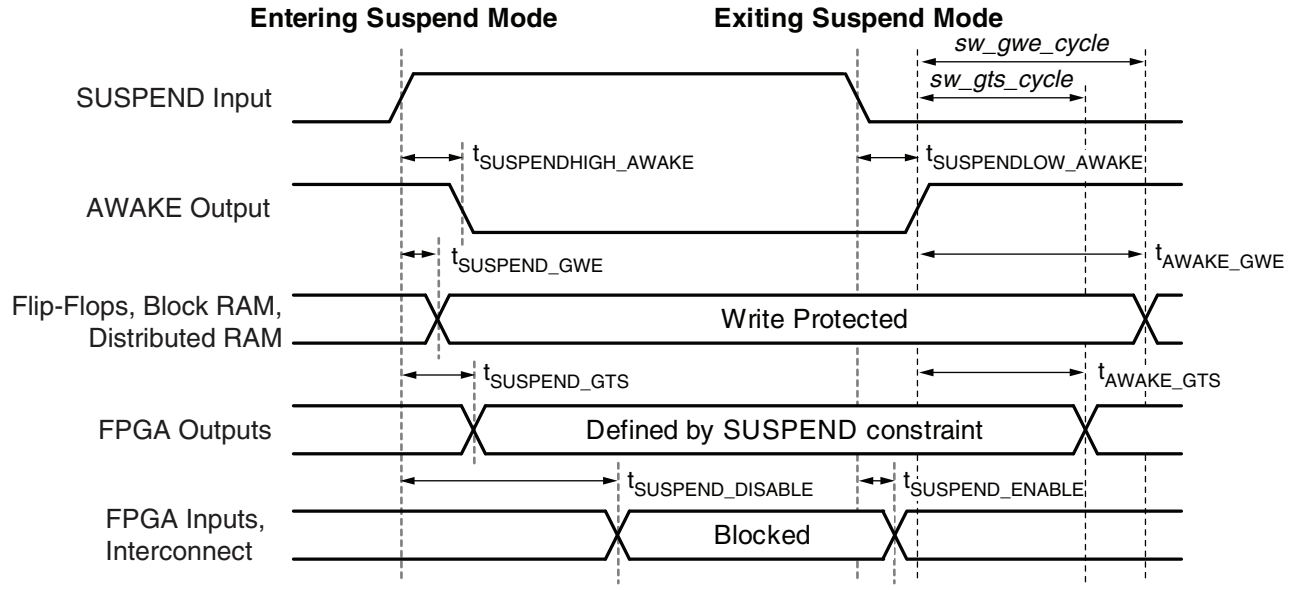 Entering Suspend Mode
Exiting Suspend Mode
sw_gwe_cycle
sw_gts_cycle
SUSPEND Input
tSUSPENDHIGH_AWAKE
tSUSPENDLOW_AWAKE
AWAKE Output
tSUSPEND_GWE
tAWAKE_GWE
Flip-Flops, Block RAM,
Distributed RAM
Write Protected
tSUSPEND_GTS
tAWAKE_GTS
FPGA Outputs
Defined by SUSPEND constraint
tSUSPEND_DISABLE
tSUSPEND_ENABLE
FPGA Inputs,
Interconnect
Blocked